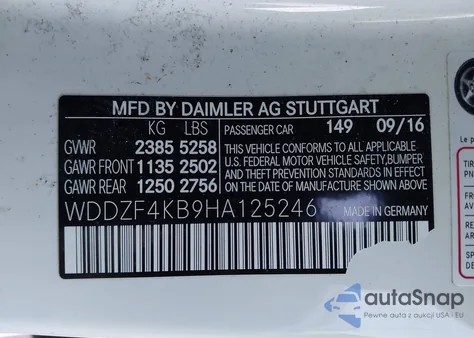 MFD BY DAIMLER AG STUTTGART
KG LBS
PASSENGER CAR 149 09/16
GVWR 2385 5258
GAWR FRONT 1135 2502
GAWR REAR 1250 2756
THIS VEHICLE CONFORMS TO ALL APPLICABLE
U.S. FEDERAL MOTOR VEHICLE SAFETY,BUMPER
AND THEFT PREVENTION STANDARDS IN EFFECT
ON THE DATE OF MANUFACTURE SHOWN ABOVE.
WDDZF4KB9HA125246
MADE IN GERMANY
autoSnap
Pewne auta z aukcji USA i EU